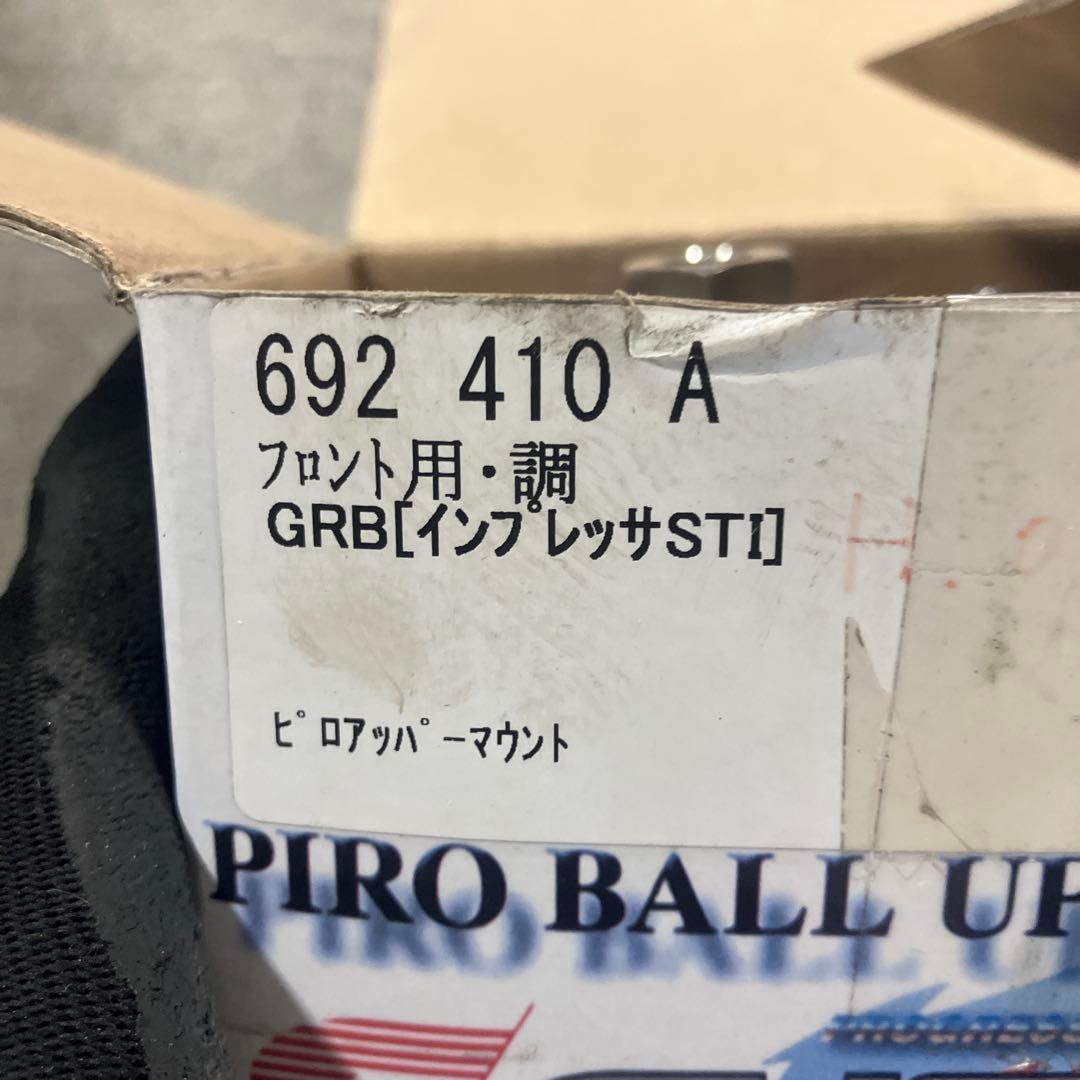 692 410 A
フロント用・調
GRB[インプレッサSTI]
ﾋﾟﾛｱｯﾊﾟｰﾏｳﾝﾄ
PIRO BALL UP